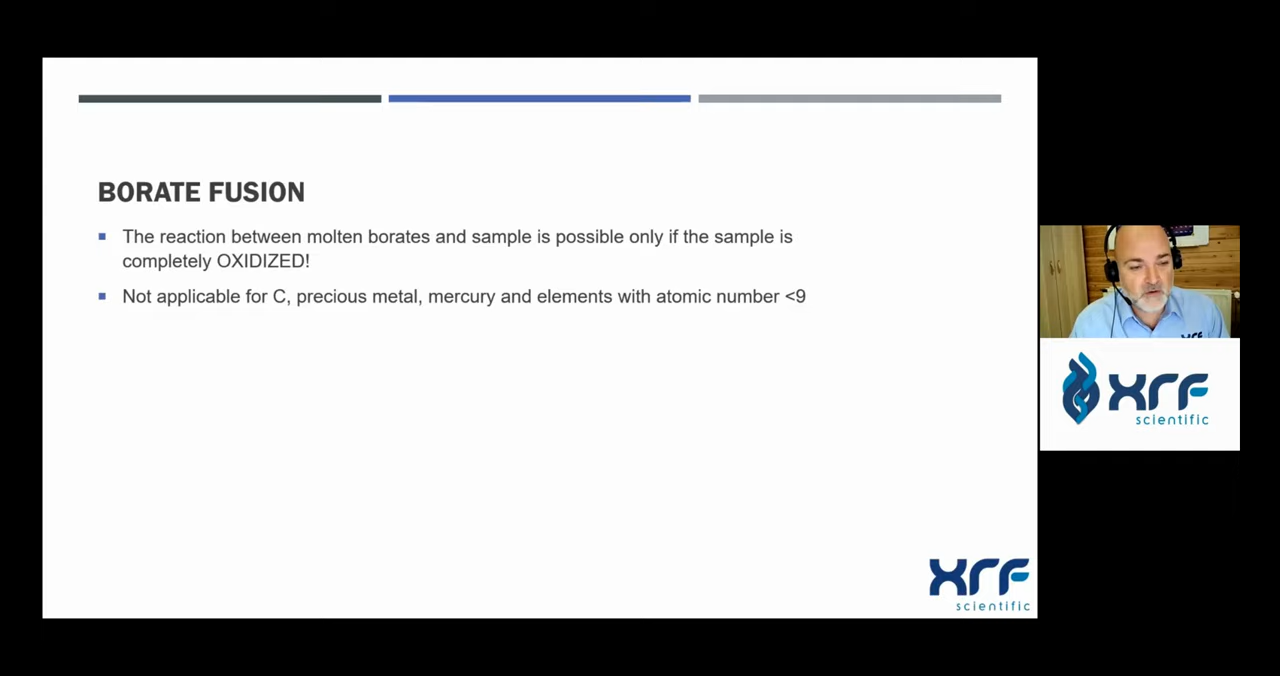 BORATE FUSION
The reaction between molten borates and sample is possible only if the sample is
completely OXIDIZED!
Not applicable for C, precious metal, mercury and elements with atomic number <9
xrf
xrf
scientific
xrf
scientific